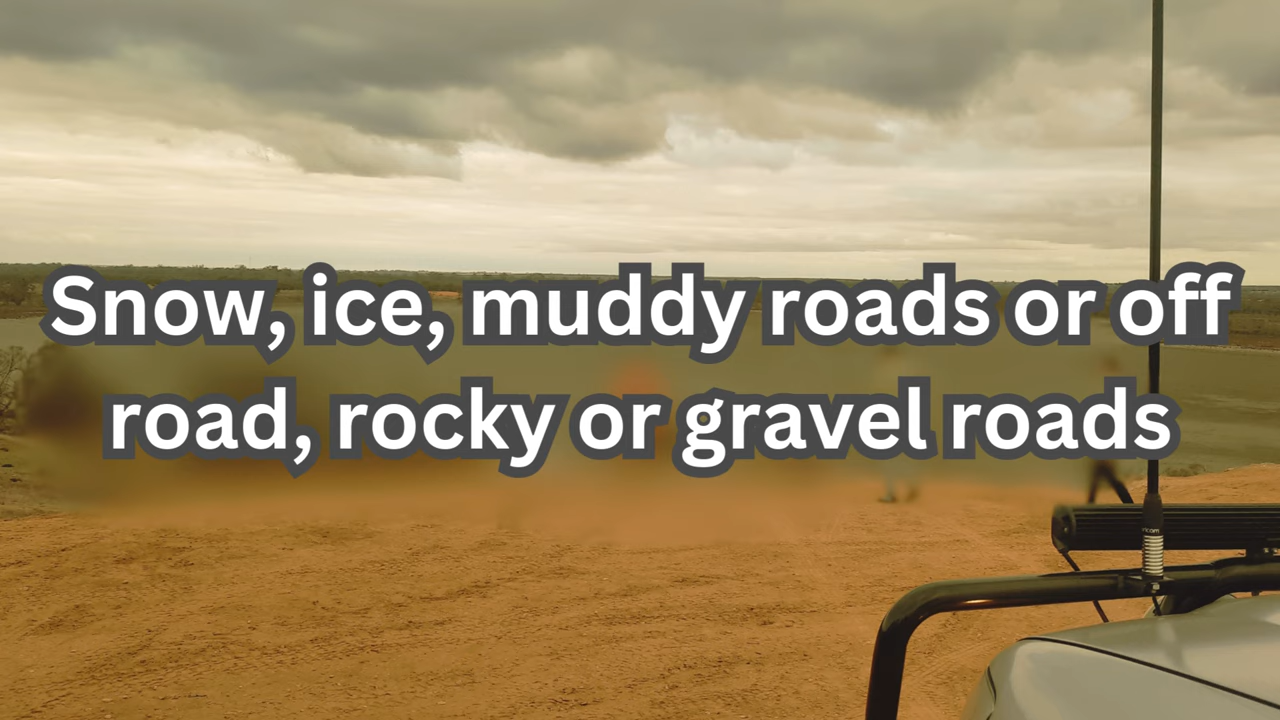 Snow, ice, muddy roads or off
road, rocky or gravel roads